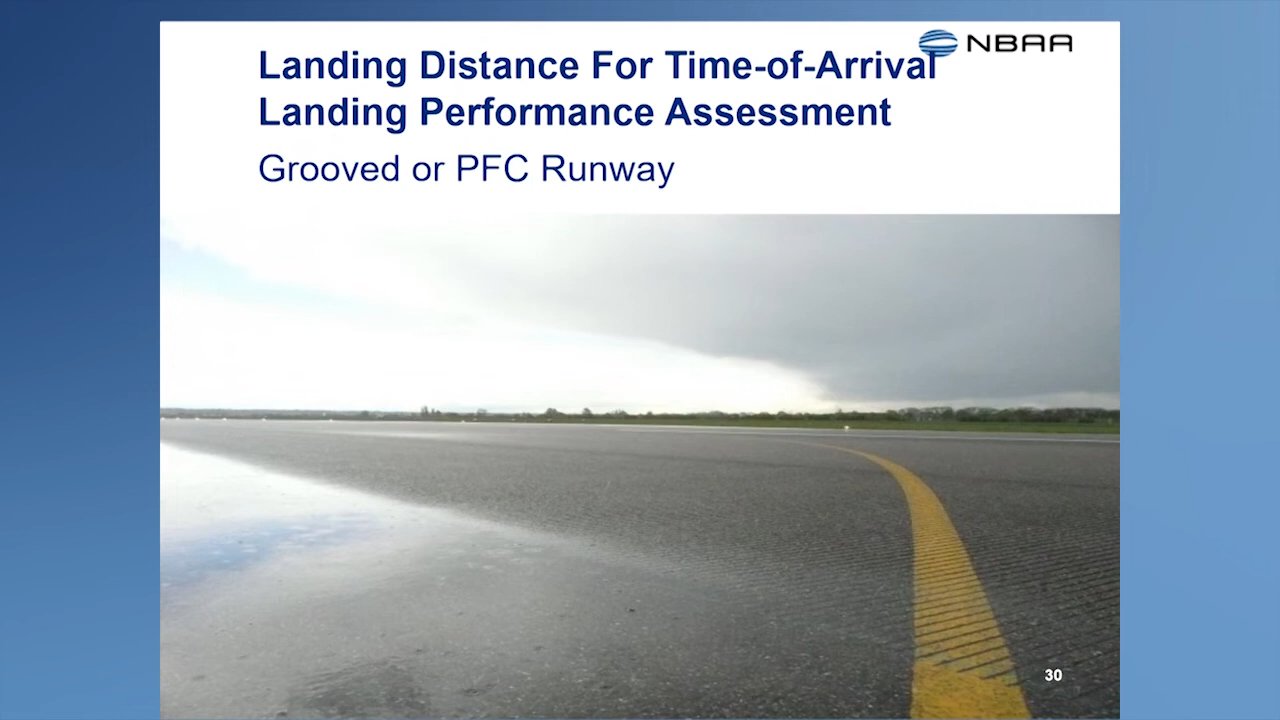 NBAA
Landing Distance For Time-of-Arrival
Landing Performance Assessment
Grooved or PFC Runway
30